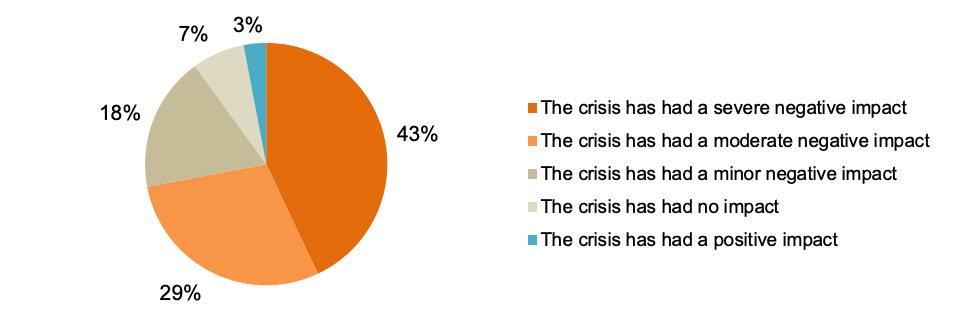 3%
7%
18%
43%
29%
The crisis has had a severe negative impact
The crisis has had a moderate negative impact
The crisis has had a minor negative impact
The crisis has had no impact
The crisis has had a positive impact